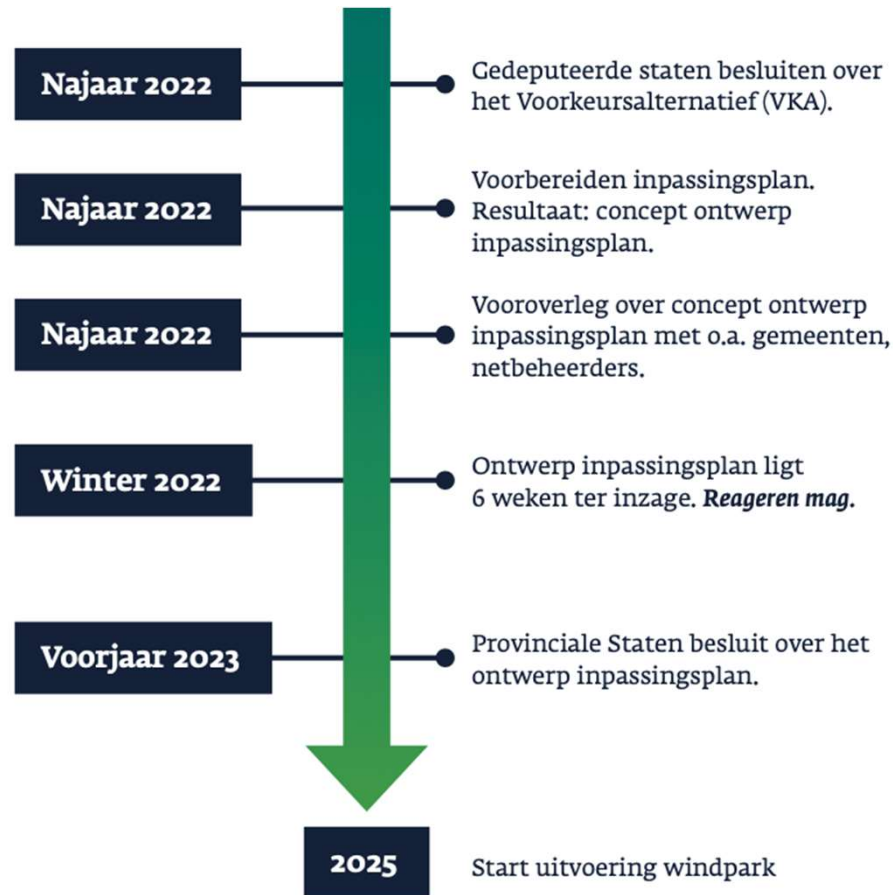 Najaar 2022
Gedeputeerde staten besluiten over
het Voorkeursalternatief (VKA).
Najaar 2022
Voorbereiden inpassingsplan.
Resultaat: concept ontwerp
inpassingsplan.
Najaar 2022
Vooroverleg over concept ontwerp
inpassingsplan met o.a. gemeenten,
netbeheerders.
Winter 2022
Ontwerp inpassingsplan ligt
6 weken ter inzage. Reageren mag.
Voorjaar 2023
Provinciale Staten besluit over het
ontwerp inpassingsplan.
2025
Start uitvoering windpark